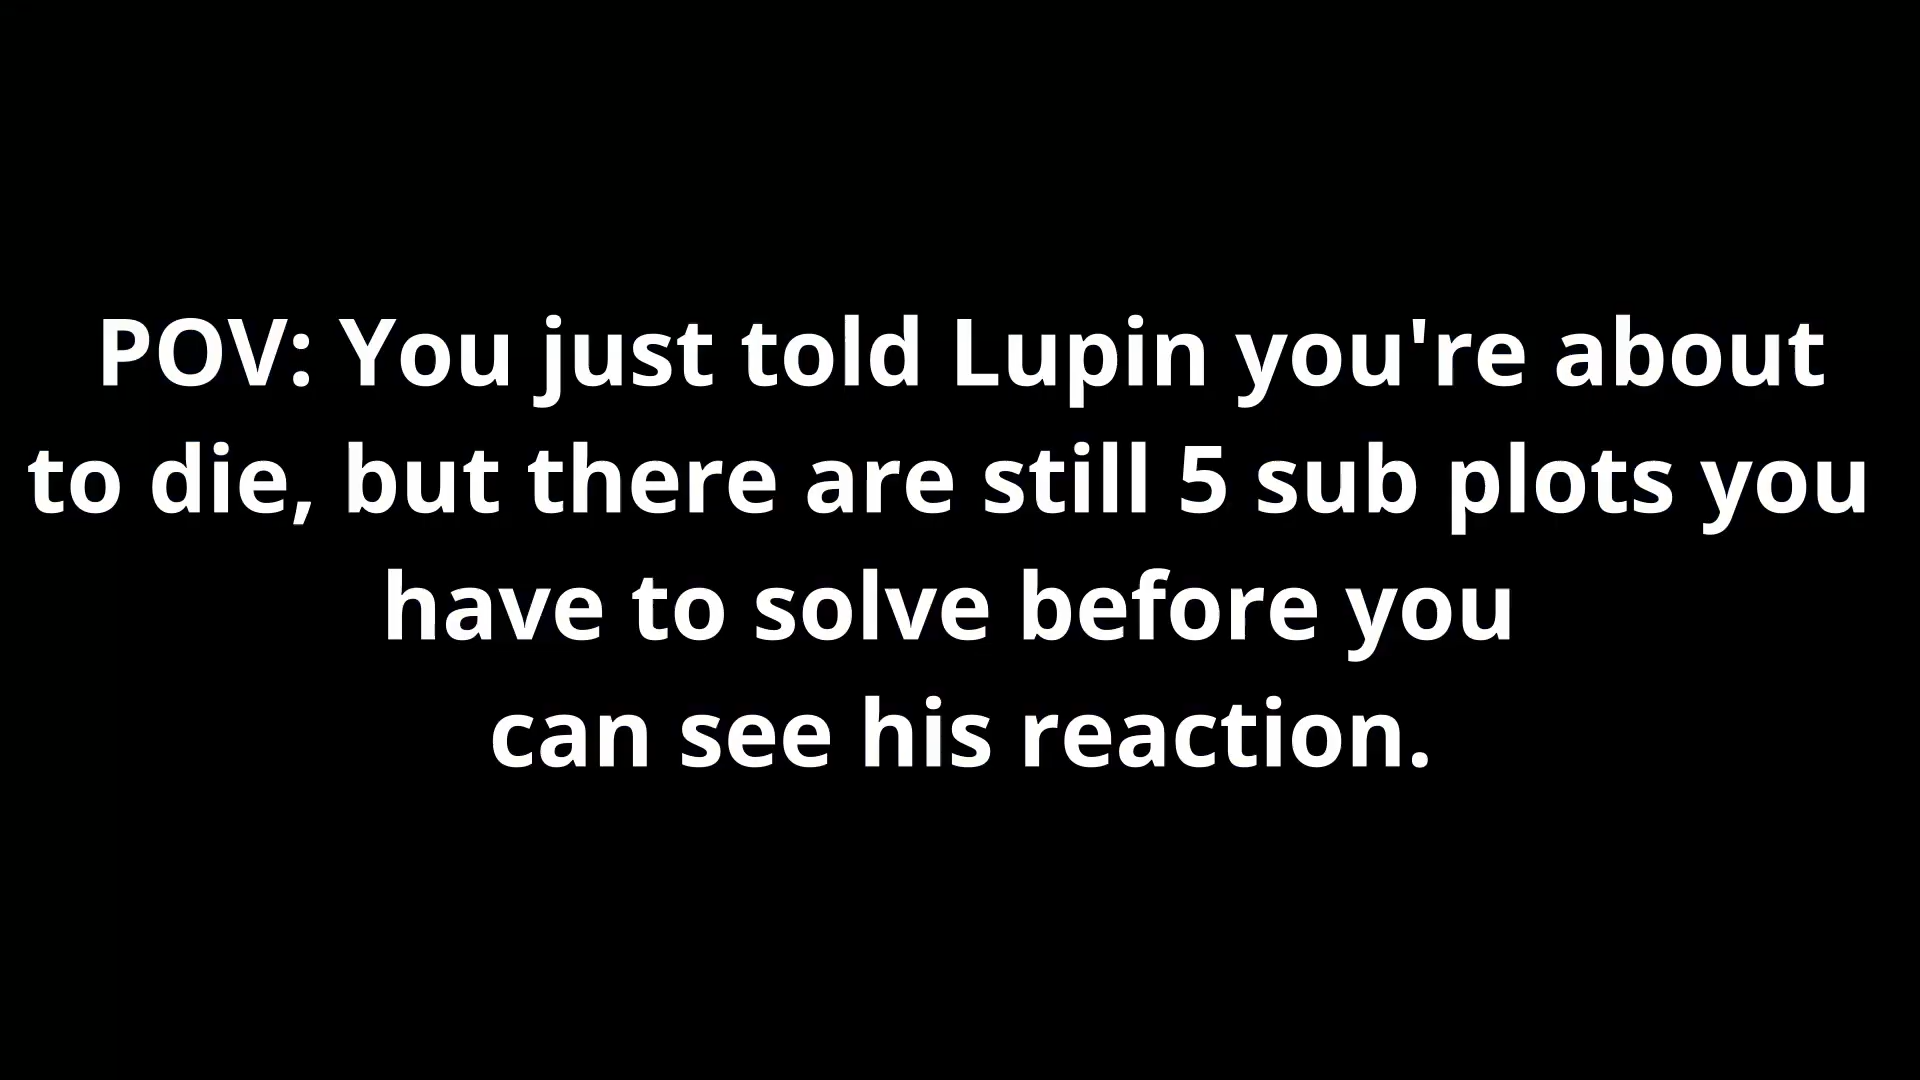 POV: You just told Lupin you're about
to die, but there are still 5 sub plots you
have to solve before you
can see his reaction.